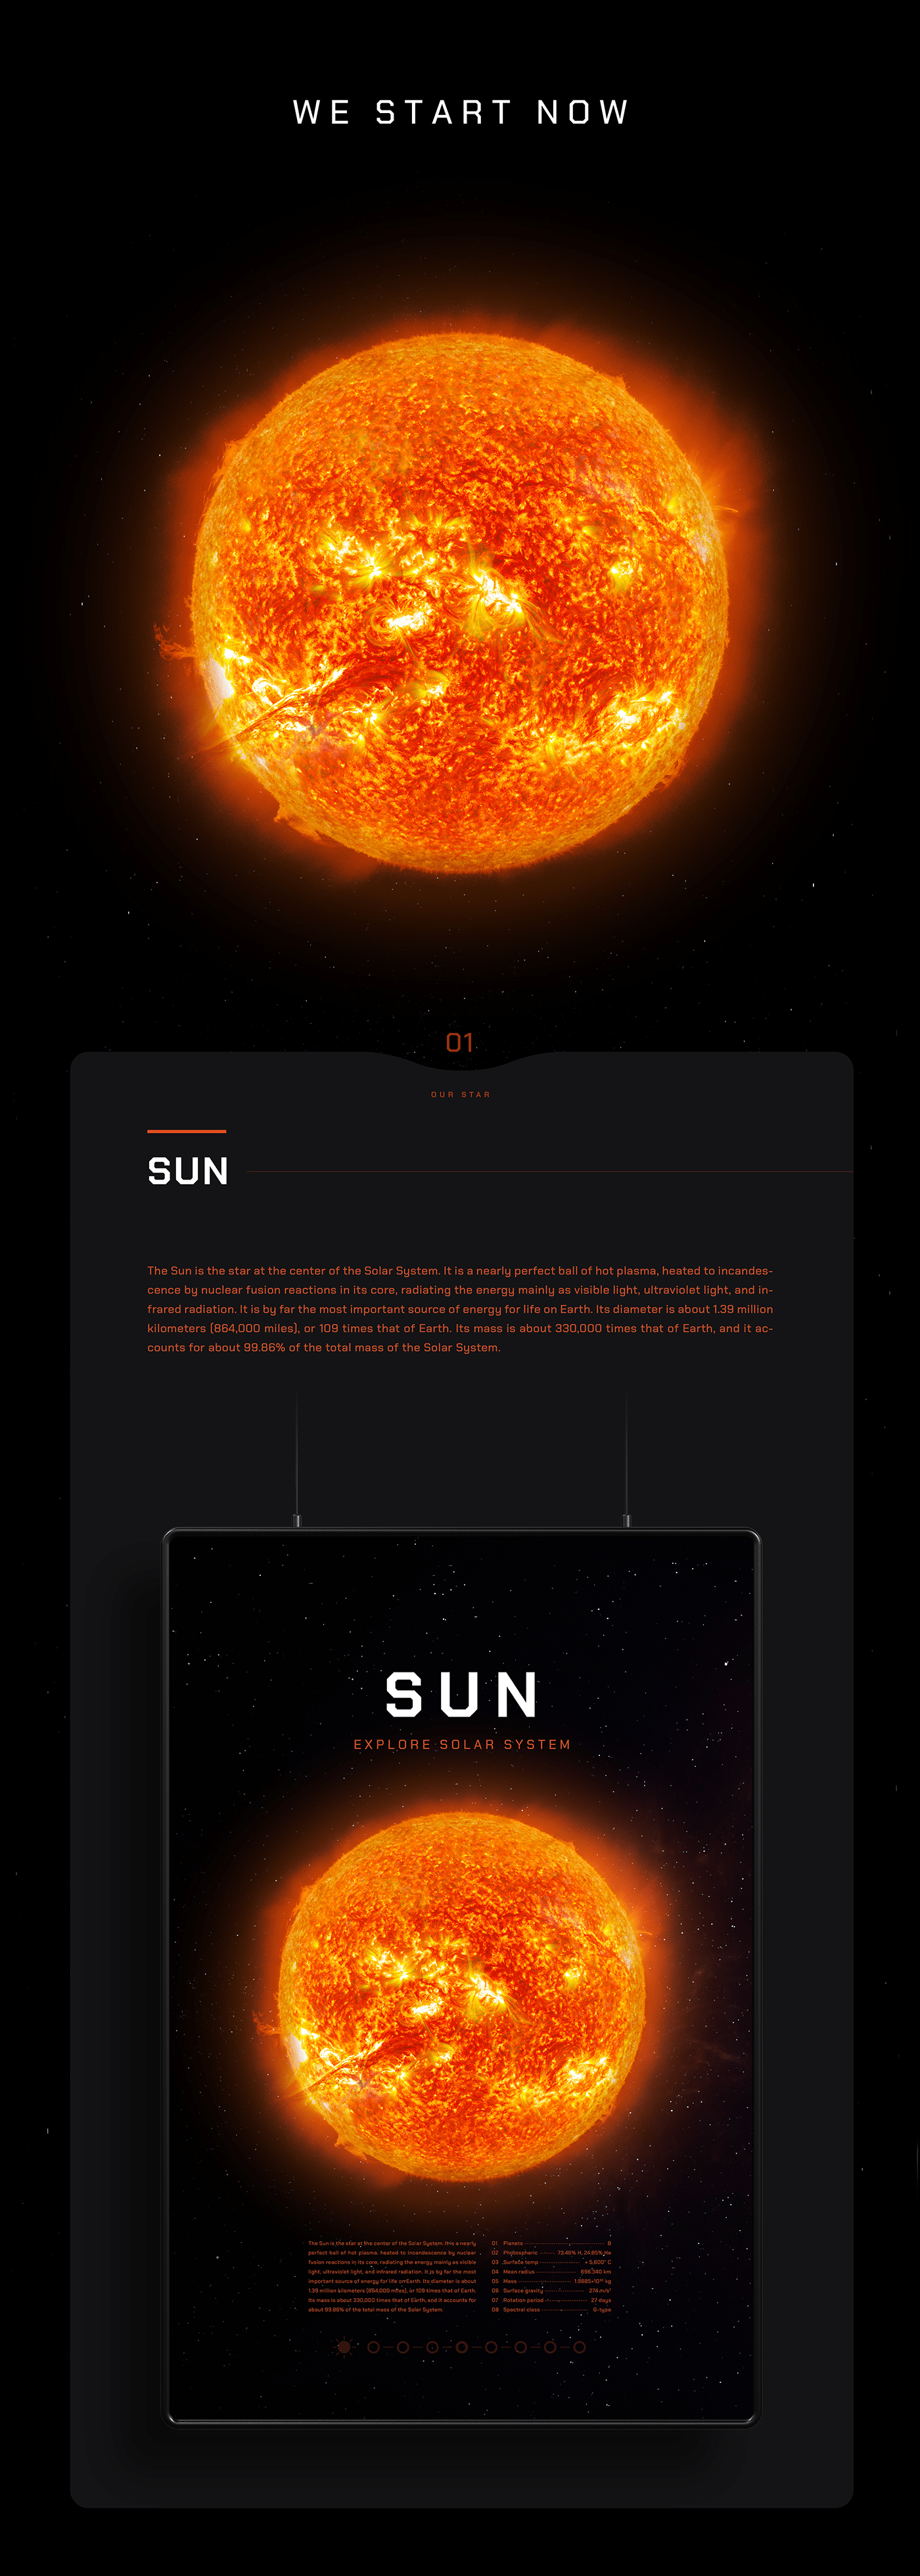 WE START NOW
01
OUR STAR
SUN
The Sun is the star at the center of the Solar System. It is a nearly perfect ball of hot plasma, heated to incandes-
cence by nuclear fusion reactions in its core, radiating the energy mainly as visible light, ultraviolet light, and in-
frared radiation. It is by far the most important source of energy for life on Earth. Its diameter is about 1.39 million
kilometers (864,000 miles), or 109 times that of Earth. Its mass is about 330,000 times that of Earth, and it ac-
counts for about 99.86% of the total mass of the Solar System.
SUN
EXPLORE SOLAR SYSTEM
The Sun is the star at the center of the Solar System. It is a nearly
perfect ball of hot plasma, heated to incandescence by nuclear
fusion reactions in its core, radiating the energy mainly as visible
light, ultraviolet light, and infrared radiation. It is by far the most
important source of energy for life on Earth. Its diameter is about
1.39 million kilometers (864,000 miles), or 109 times that of Earth.
Its mass is about 330,000 times that of Earth, and it accounts for
about 99.86% of the total mass of the Solar System.
01 Planets 8
02 Photospheric 73.46% H, 24.85% He
03 Surface temp ≈ 5,600° C
04 Mean radius 696,340 km
05 Mass kg
06 Surface gravity 274 m/s²
07 Rotation period 27 days
08 Spectral class G-type